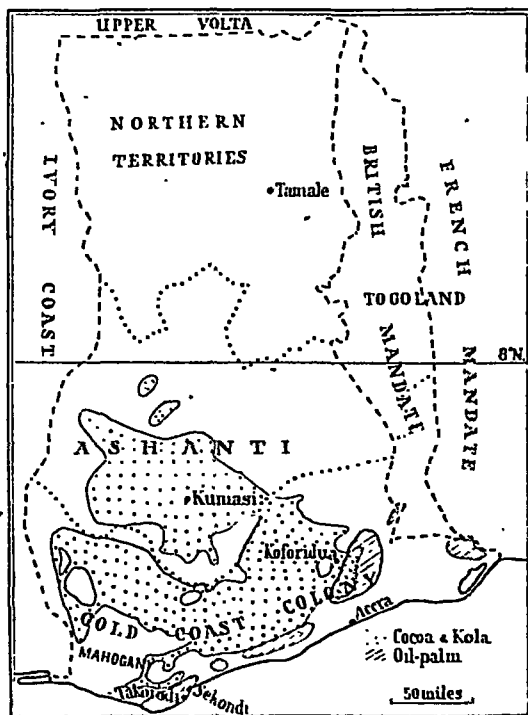 UPPER VOLTA
NORTHERN
TERRITORIES
Tamale
IVORY COAST
BRITISH
MANDATE
FRENCH
MANDATE
TOGOLAND
8°N.
ASHANTI
Kumasi
Koforidua
GOLD COAST COLONY
Accra
MAHOGANY
Takoradi
Sekondi
Cocoa & Kola
Oil-palm
50 miles